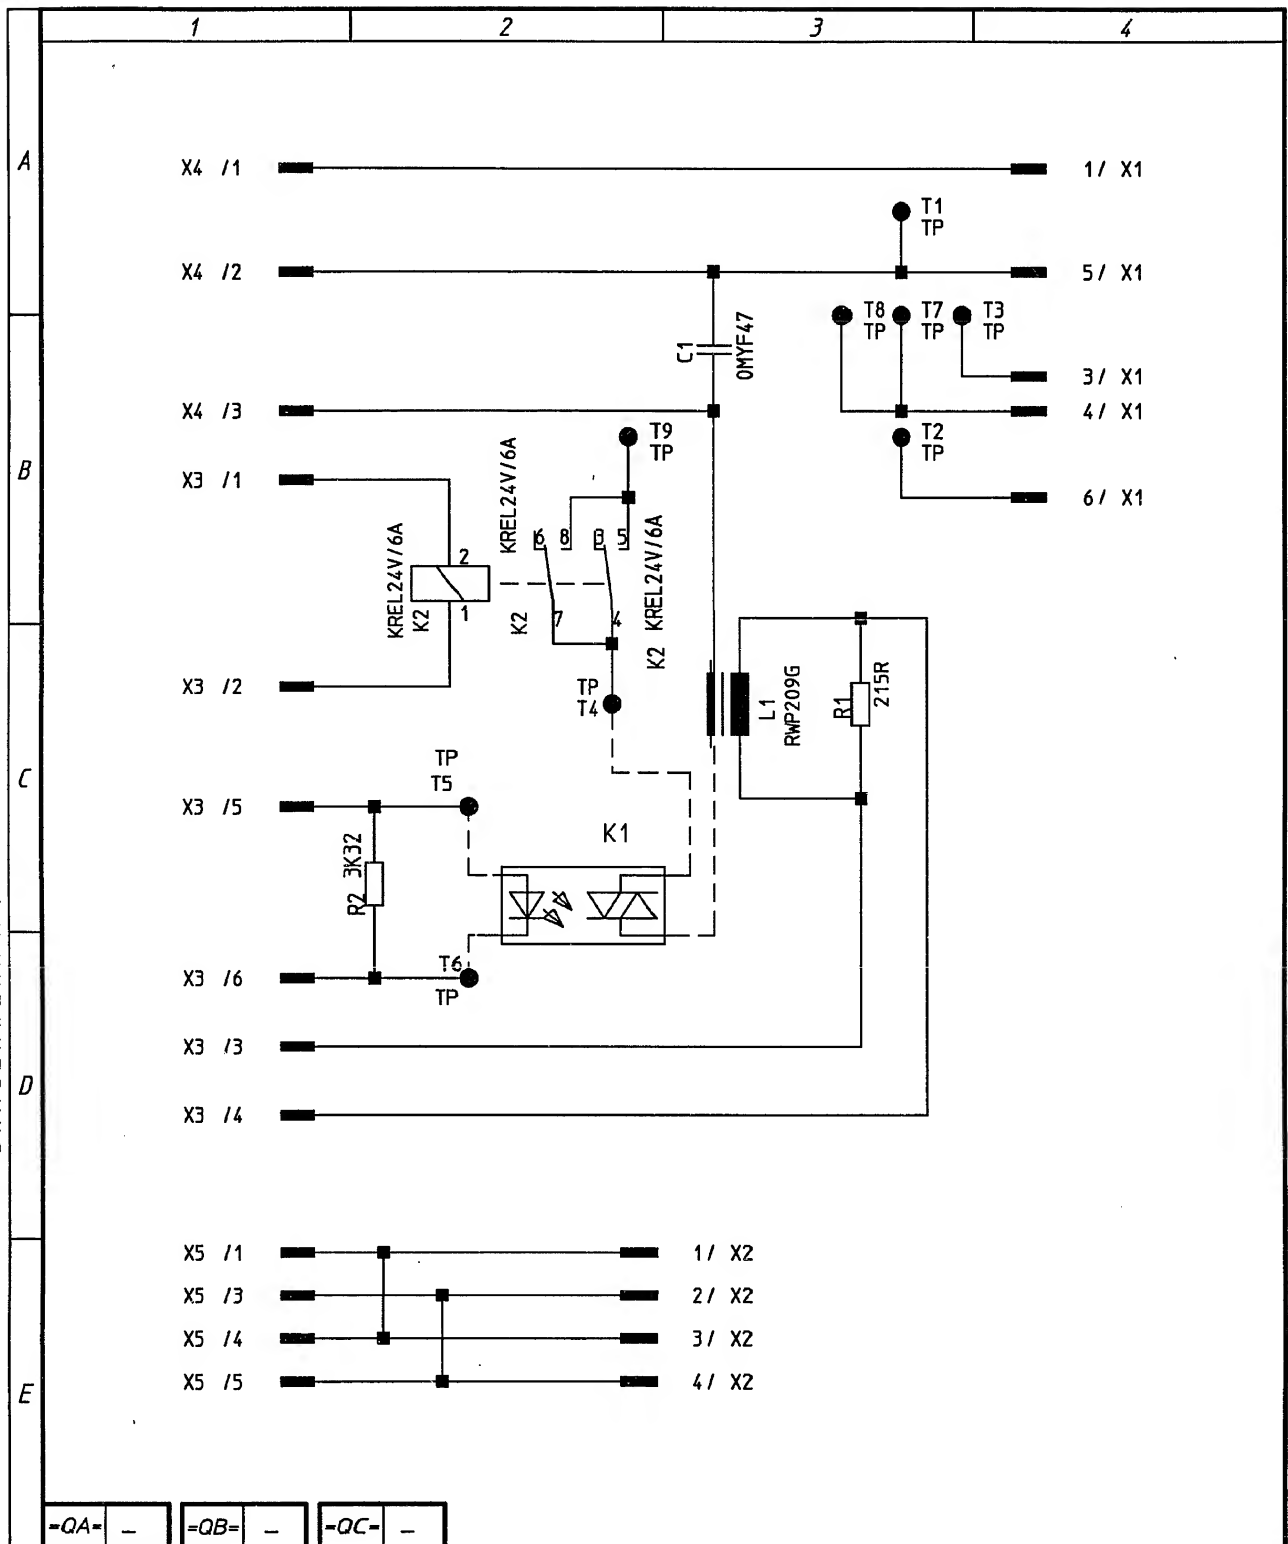 1 2 3 4
A
X4 /1 1/ X1
T1
TP
X4 /2 5/ X1
T8 T7 T3
TP TP TP
C1
0MYF47
3/ X1
X4 /3 4/ X1
T9
TP
T2
TP
B
X3 /1
6/ X1
KREL24V/6A
6 8 3 5
KREL24V/6A
K2
2
1
K2
7 4
KREL24V/6A
K2
X3 /2
TP
T4
L1
RWP209G
R1
215R
C
TP
T5
X3 /5
K1
R2 3K32
T6
X3 /6
TP
X3 /3
D
X3 /4
X5 /1 1/ X2
X5 /3 2/ X2
X5 /4 3/ X2
X5 /5 4/ X2
E
=QA= –
=QB= –
=QC= –